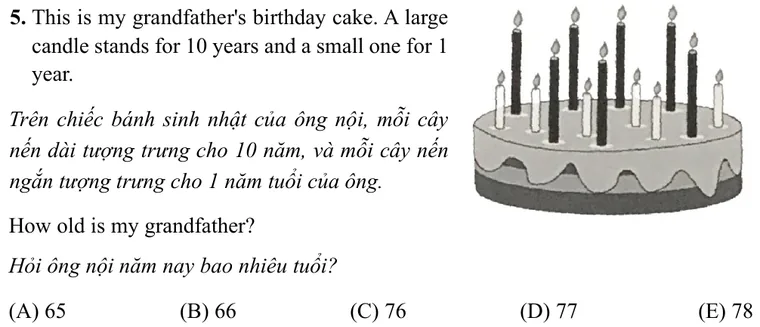 5. This is my grandfather's birthday cake. A large
candle stands for 10 years and a small one for 1
year.
Trên chiếc bánh sinh nhật của ông nội, mỗi cây
nến dài tượng trưng cho 10 năm, và mỗi cây nến
ngắn tượng trưng cho 1 năm tuổi của ông.
How old is my grandfather?
Hỏi ông nội năm nay bao nhiêu tuổi?
(A) 65 (B) 66 (C) 76 (D) 77 (E) 78